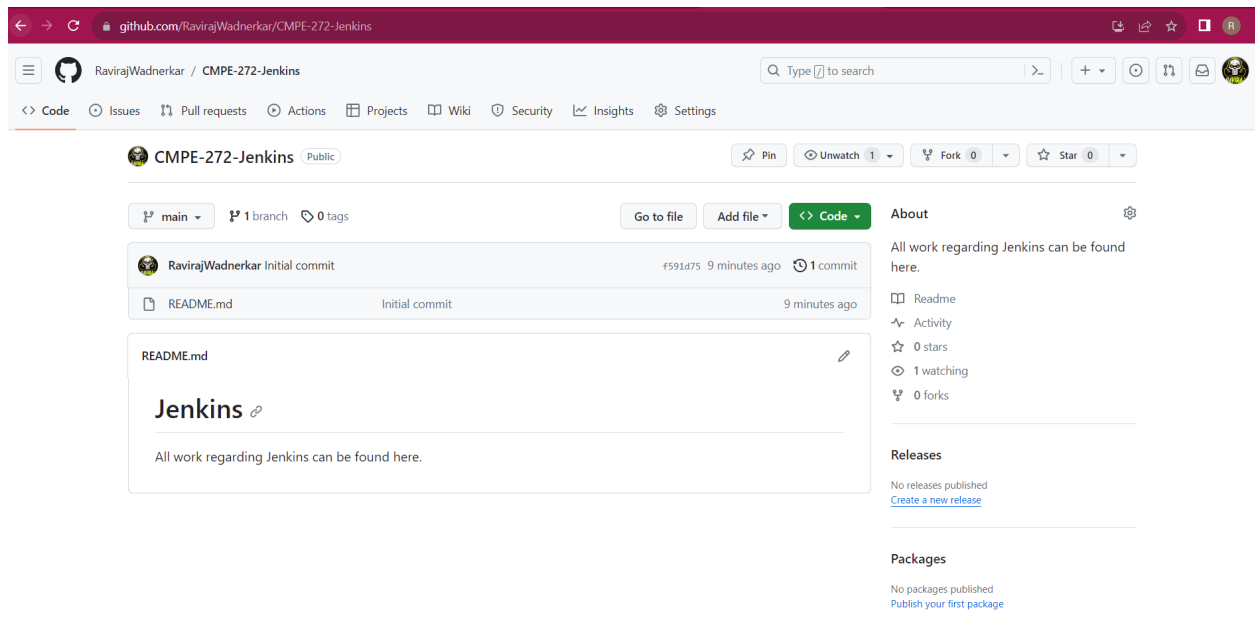 github.com/RavirajWadnerkar/CMPE-272-Jenkins
R
RavirajWadnerkar / CMPE-272-Jenkins
Type / to search
Code Issues Pull requests Actions Projects Wiki Security Insights Settings
CMPE-272-Jenkins Public
Pin Unwatch 1 Fork 0 Star 0
main 1 branch 0 tags
Go to file Add file Code
RavirajWadnerkar Initial commit f591d75 9 minutes ago 1 commit
README.md Initial commit 9 minutes ago
README.md
Jenkins
All work regarding Jenkins can be found here.
About
All work regarding Jenkins can be found
here.
Readme
Activity
0 stars
1 watching
0 forks
Releases
No releases published
Create a new release
Packages
No packages published
Publish your first package